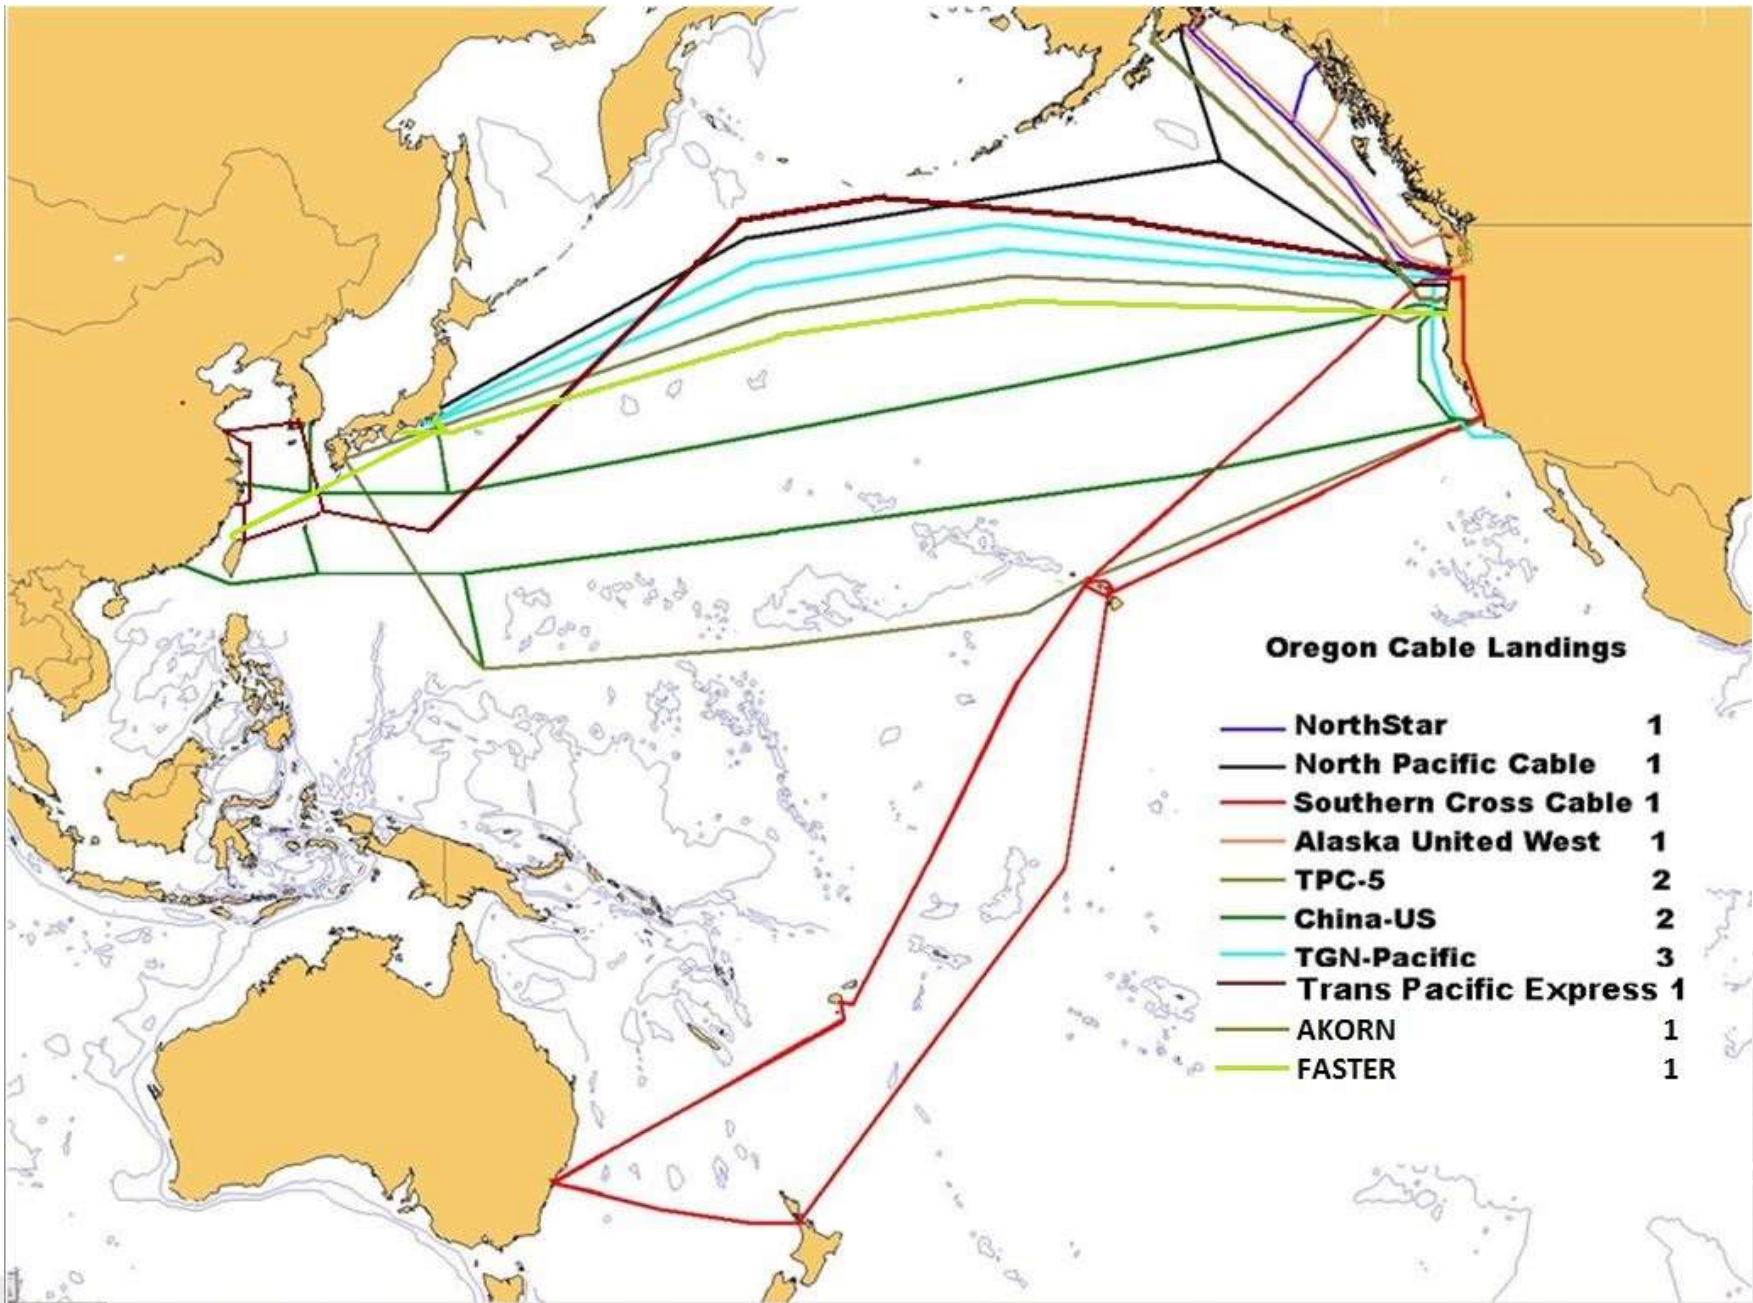 Oregon Cable Landings
NorthStar 1
North Pacific Cable 1
Southern Cross Cable 1
Alaska United West 1
TPC-5 2
China-US 2
TGN-Pacific 3
Trans Pacific Express 1
AKORN 1
FASTER 1